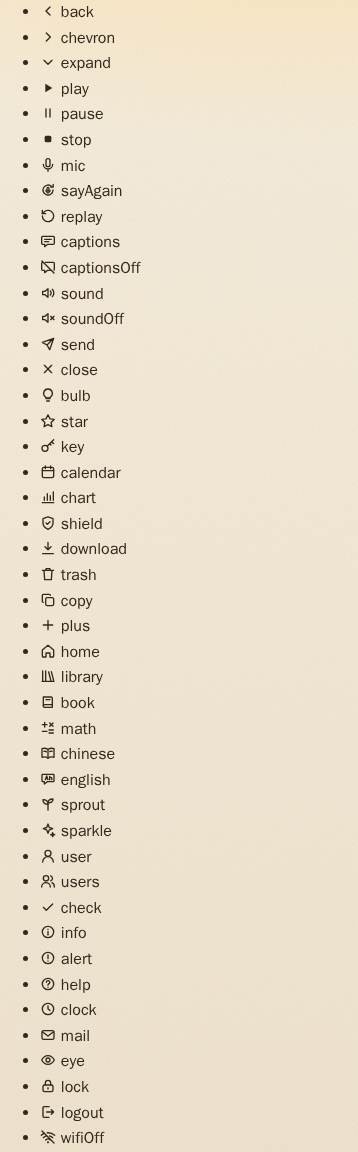 back
chevron
expand
play
pause
stop
mic
sayAgain
replay
captions
captionsOff
sound
soundOff
send
close
bulb
star
key
calendar
chart
shield
download
trash
copy
plus
home
library
book
math
chinese
english
sprout
sparkle
user
users
check
info
alert
help
clock
mail
eye
lock
logout
wifiOff